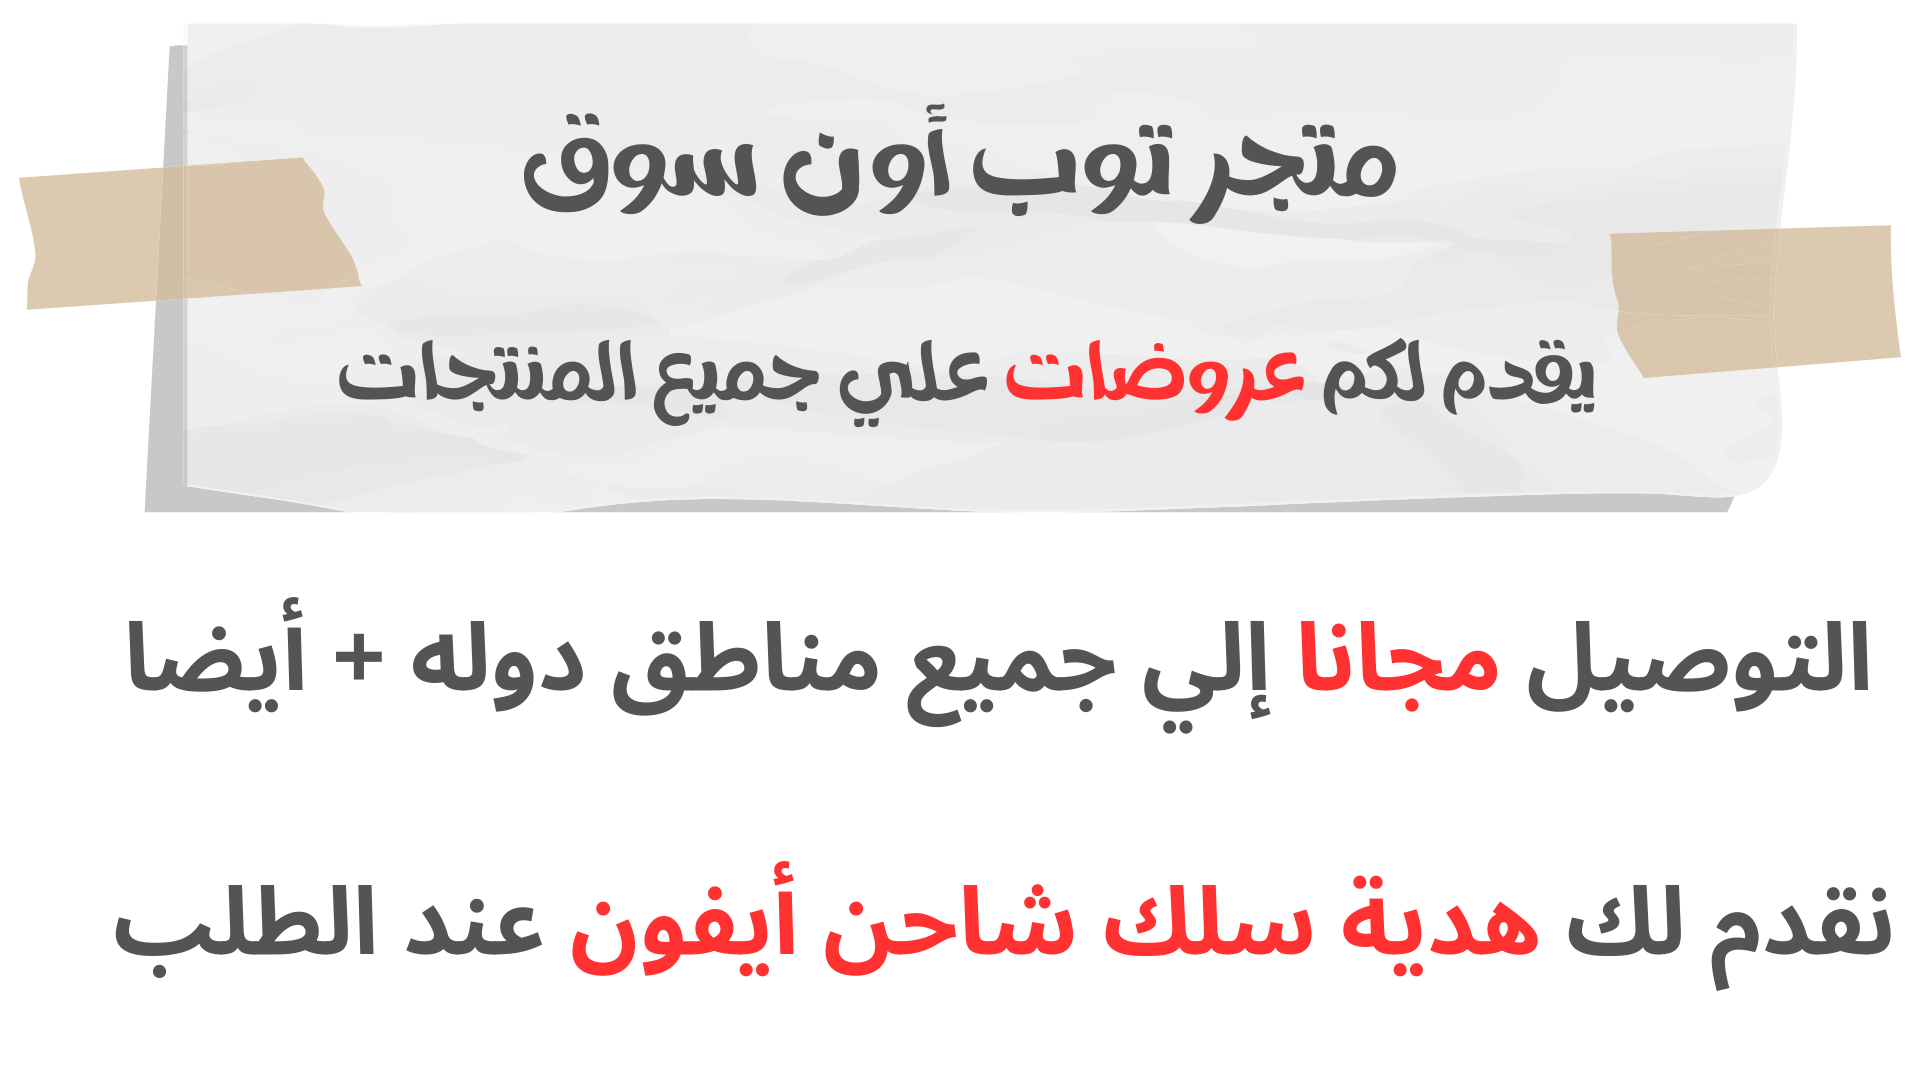 متجر توب أون سوق
يقدم لكم عروضات علي جميع المنتجات
التوصيل مجانا إلي جميع مناطق دوله + أيضا
نقدم لك هدية سلك شاحن أيفون عند الطلب